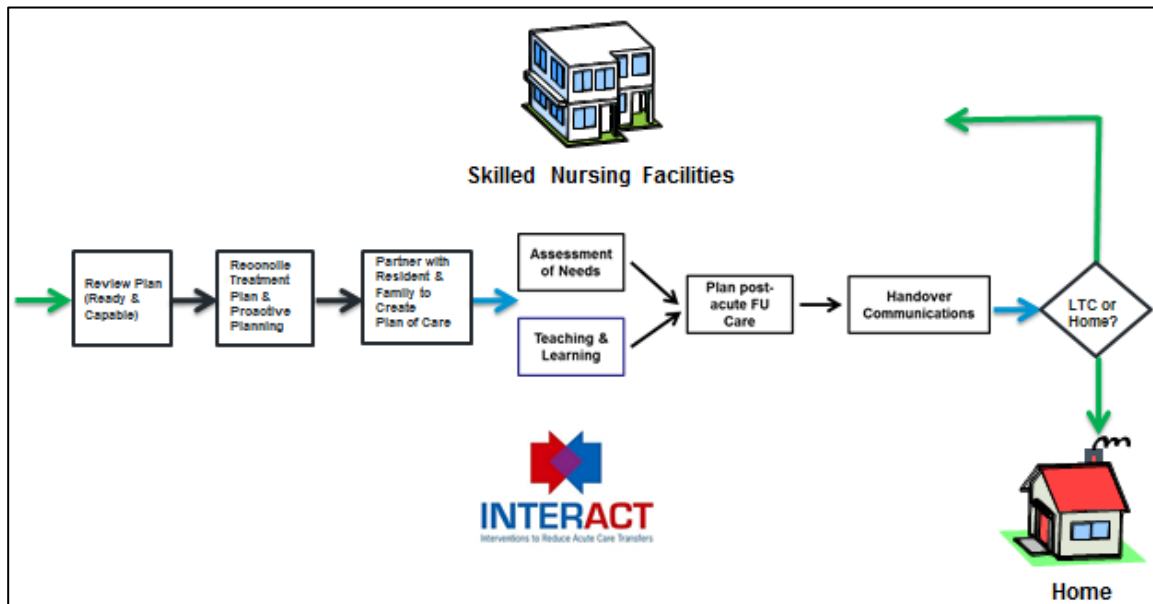 Skilled Nursing Facilities
Review Plan
(Ready &
Capable)
Reconcile
Treatment
Plan &
Proactive
Planning
Partner with
Resident &
Family to
Create
Plan of Care
Assessment
of Needs
Teaching &
Learning
Plan post-
acute FU
Care
Handover
Communications
LTC or
Home?
INTERACT
Interventions to Reduce Acute Care Transfers
Home